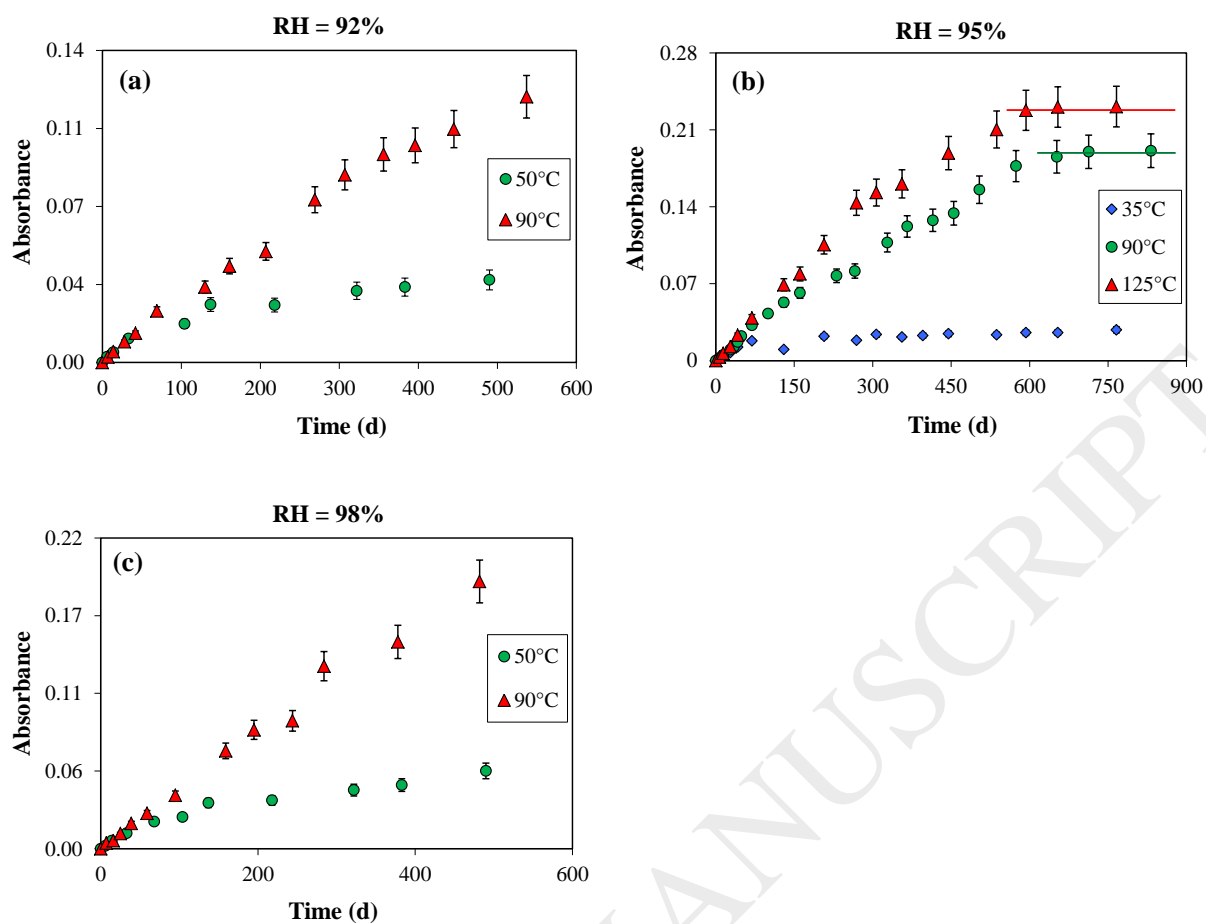 RH = 92%
(a)
0.14
0.11
0.07
0.04
0.00
Absorbance
50°C
90°C
0 100 200 300 400 500 600
Time (d)
RH = 95%
(b)
0.28
0.21
0.14
0.07
0
Absorbance
35°C
90°C
125°C
0 150 300 450 600 750 900
Time (d)
RH = 98%
(c)
0.22
0.17
0.11
0.06
0.00
Absorbance
50°C
90°C
0 200 400 600
Time (d)
ANUSCRIPT